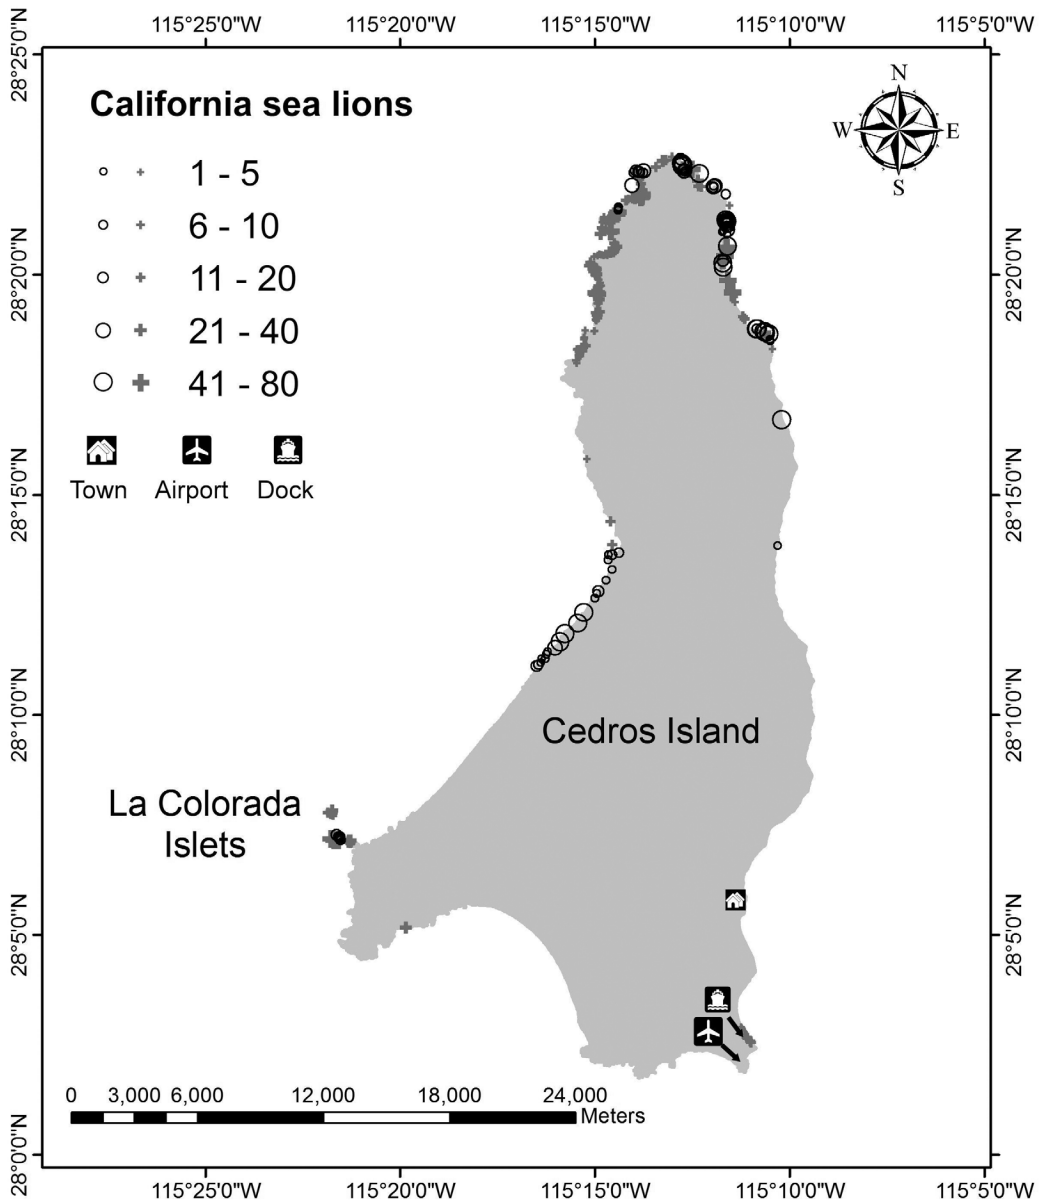 115°25'0"W 115°20'0"W 115°15'0"W 115°10'0"W 115°5'0"W
28°25'0"N
28°20'0"N
28°15'0"N
28°10'0"N
28°5'0"N
28°0'0"N
California sea lions
1 - 5
6 - 10
11 - 20
21 - 40
41 - 80
Town Airport Dock
N
W E
S
Cedros Island
La Colorada
Islets
0 3,000 6,000 12,000 18,000 24,000
Meters
28°20'0"N
28°15'0"N
28°10'0"N
28°5'0"N
28°0'0"N
115°25'0"W 115°20'0"W 115°15'0"W 115°10'0"W 115°5'0"W